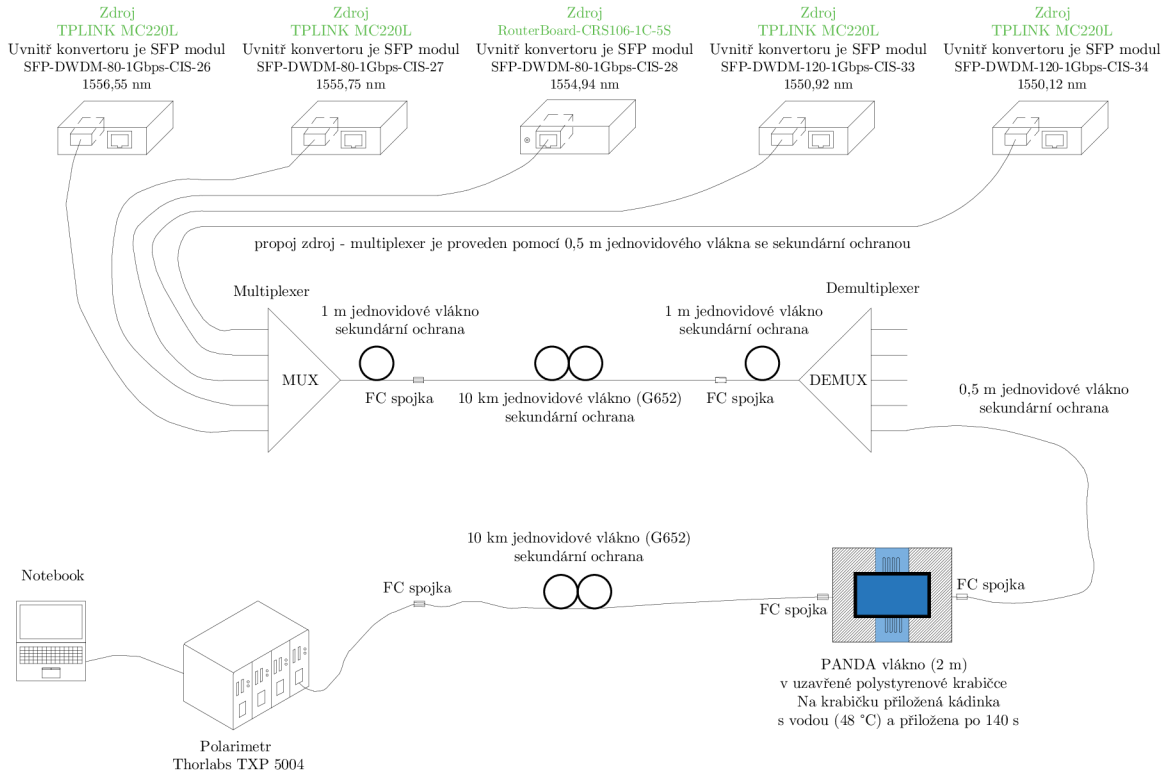 Zdroj
TPLINK MC220L
Uvnitř konvertoru je SFP modul
SFP-DWDM-80-1Gbps-CIS-26
1556,55 nm
Zdroj
TPLINK MC220L
Uvnitř konvertoru je SFP modul
SFP-DWDM-80-1Gbps-CIS-27
1555,75 nm
Zdroj
RouterBoard-CRS106-1C-5S
Uvnitř konvertoru je SFP modul
SFP-DWDM-80-1Gbps-CIS-28
1554,94 nm
Zdroj
TPLINK MC220L
Uvnitř konvertoru je SFP modul
SFP-DWDM-120-1Gbps-CIS-33
1550,92 nm
Zdroj
TPLINK MC220L
Uvnitř konvertoru je SFP modul
SFP-DWDM-120-1Gbps-CIS-34
1550,12 nm
propoj zdroj - multiplexer je proveden pomocí 0,5 m jednovidového vlákna se sekundární ochranou
Multiplexer
MUX
1 m jednovidové vlákno
sekundární ochrana
FC spojka
10 km jednovidové vlákno (G652)
sekundární ochrana
1 m jednovidové vlákno
sekundární ochrana
FC spojka
Demultiplexer
DEMUX
0,5 m jednovidové vlákno
sekundární ochrana
Notebook
Polarimetr
Thorlabs TXP 5004
FC spojka
10 km jednovidové vlákno (G652)
sekundární ochrana
FC spojka
FC spojka
PANDA vlákno (2 m)
v uzavřené polystyrenové krabičce
Na krabičku přiložená kádinka
s vodou (48 °C) a přiložena po 140 s